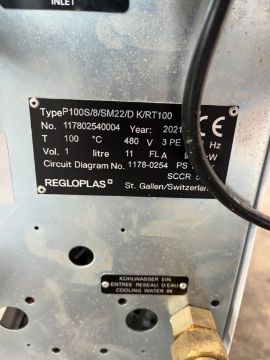 INLET
Type P100S/8/SM22/D K/RT100
No. 117802540004 Year: 2021
T 100 °C 480 V 3 PE Hz
Vol. 1 litre 11 FLA
Circuit Diagram No. 1178-0254 PS
SCCR
REGLOPLAS St. Gallen/Switzerland
CE
KÜHLWASSER EIN
ENTREE RESEAU D'EAU
COOLING WATER IN